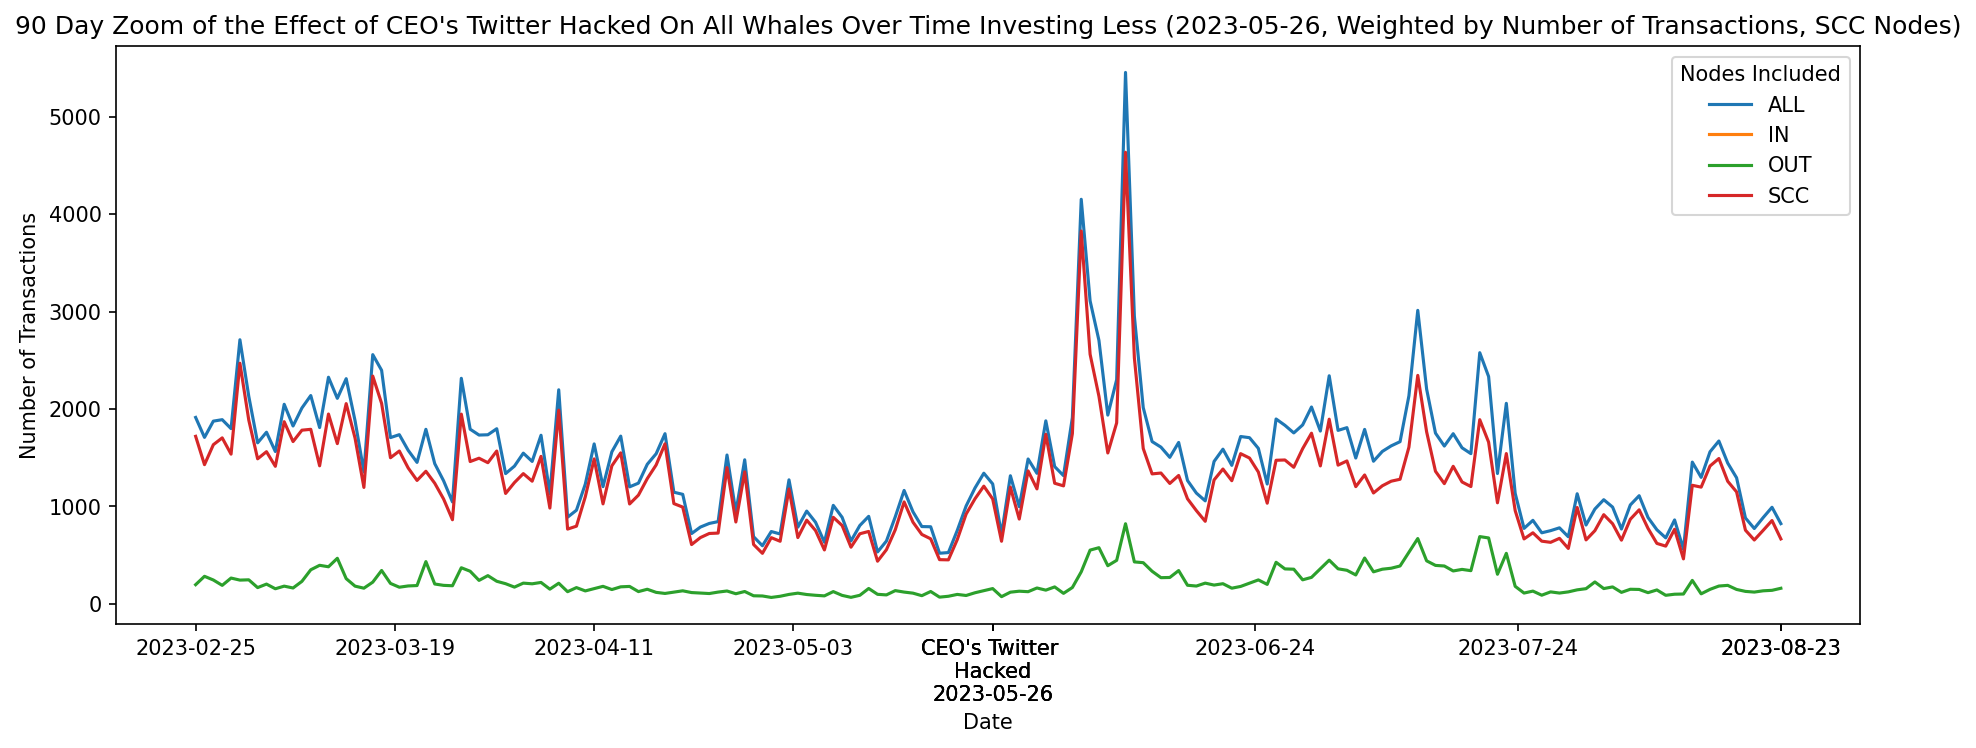 90 Day Zoom of the Effect of CEO's Twitter Hacked On All Whales Over Time Investing Less (2023-05-26, Weighted by Number of Transactions, SCC Nodes)
Nodes Included
ALL
IN
OUT
SCC
Number of Transactions
5000
4000
3000
2000
1000
0
2023-02-25
2023-03-19
2023-04-11
2023-05-03
CEO's Twitter
Hacked
2023-05-26
2023-06-24
2023-07-24
2023-08-23
Date